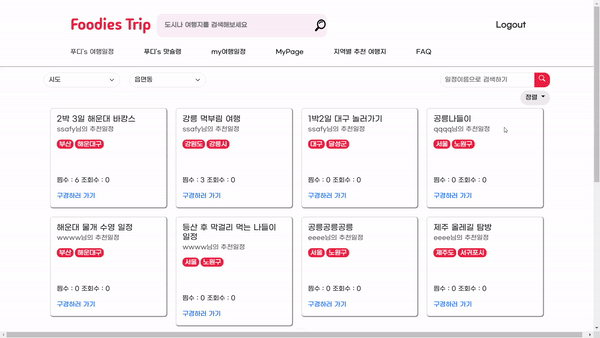 Foodies Trip
도시나 여행지를 검색해보세요
Logout
푸디's 여행일정
푸디's 맛슐랭
my여행일정
MyPage
지역별 추천 여행지
FAQ
시도
읍면동
일정이름으로 검색하기
정렬
2박 3일 해운대 바캉스
ssafy님의 추천일정
부산 해운대구
찜수 : 6 조회수 : 0
구경하러 가기
강릉 먹부림 여행
ssafy님의 추천일정
강원도 강릉시
찜수 : 3 조회수 : 0
구경하러 가기
1박2일 대구 놀러가기
ssafy님의 추천일정
대구 달성군
찜수 : 0 조회수 : 0
구경하러 가기
공릉나들이
qqqq님의 추천일정
서울 노원구
찜수 : 0 조회수 : 0
구경하러 가기
해운대 물개 수영 일정
wwww님의 추천일정
부산 해운대구
찜수 : 0 조회수 : 0
구경하러 가기
등산 후 막걸리 먹는 나들이
일정
wwww님의 추천일정
서울 노원구
찜수 : 0 조회수 : 0
구경하러 가기
공릉공릉공릉
eeee님의 추천일정
서울 노원구
찜수 : 0 조회수 : 0
구경하러 가기
제주 올레길 탐방
eeee님의 추천일정
제주도 서귀포시
찜수 : 0 조회수 : 0
구경하러 가기